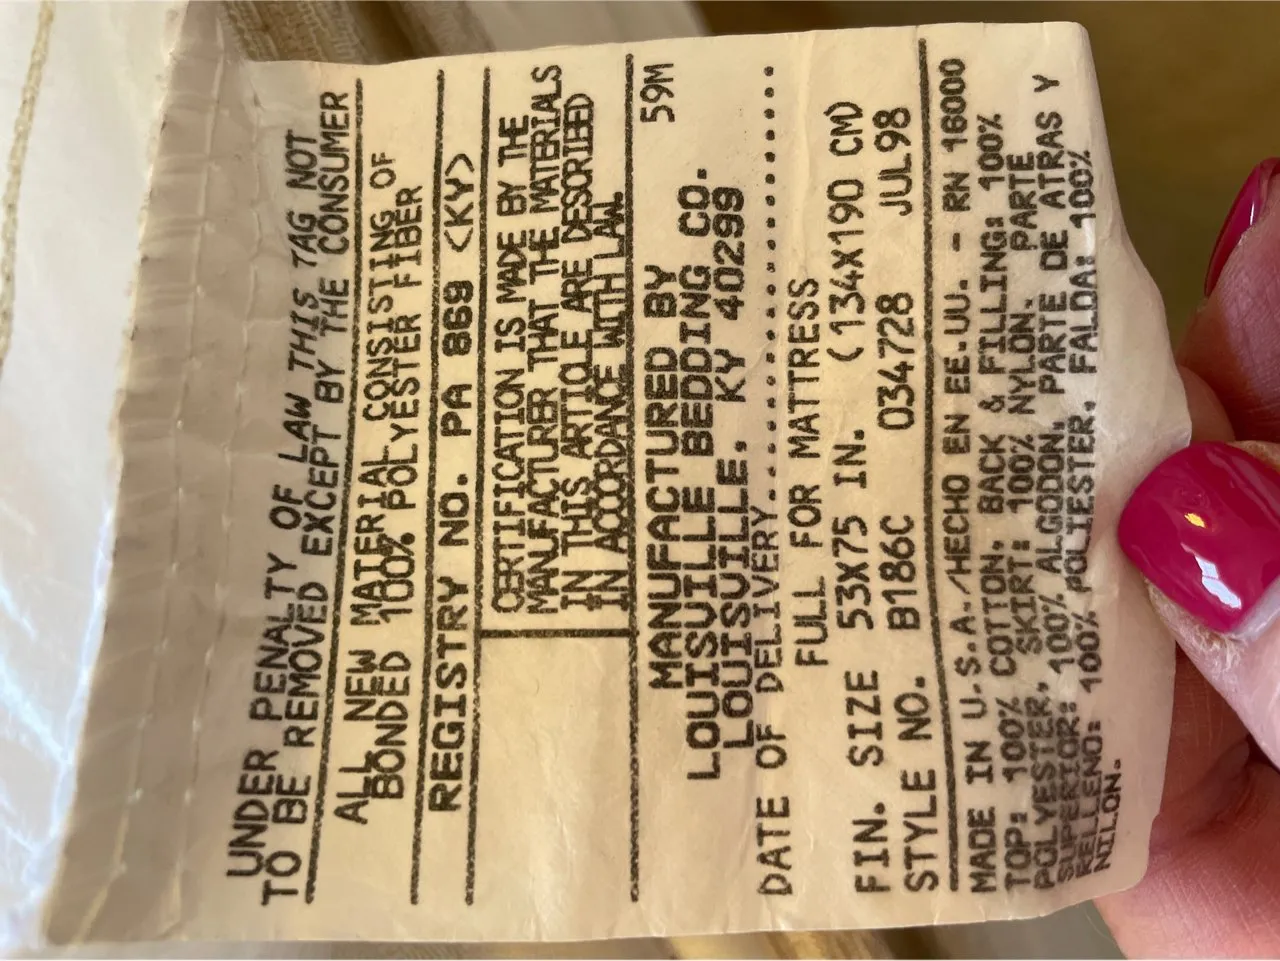 UNDER PENALTY OF LAW THIS TAG NOT
TO BE REMOVED EXCEPT BY THE CONSUMER
ALL NEW MATERIAL CONSISTING OF
BONDED 100% POLYESTER FIBER
REGISTRY NO. PA 869 <KY>
CERTIFICATION IS MADE BY THE
MANUFACTURER THAT THE MATERIALS
IN THIS ARTICLE ARE DESCRIBED
IN ACCORDANCE WITH LAW.
59M
MANUFACTURED BY
LOUISVILLE BEDDING CO.
LOUISVILLE, KY 40299
DATE OF DELIVERY......................
FULL FOR MATTRESS
FIN. SIZE 53X75 IN. (134X190 CM)
STYLE NO. B186C 034728 JUL98
MADE IN U.S.A./HECHO EN EE.UU. - RN 16000
TOP: 100% COTTON. BACK & FILLING: 100%
POLYESTER. SKIRT: 100% NYLON. PARTE
SUPERIOR: 100% ALGODON. PARTE DE ATRAS Y
RELLENO: 100% POLIESTER. FALDA: 100%
NILON.